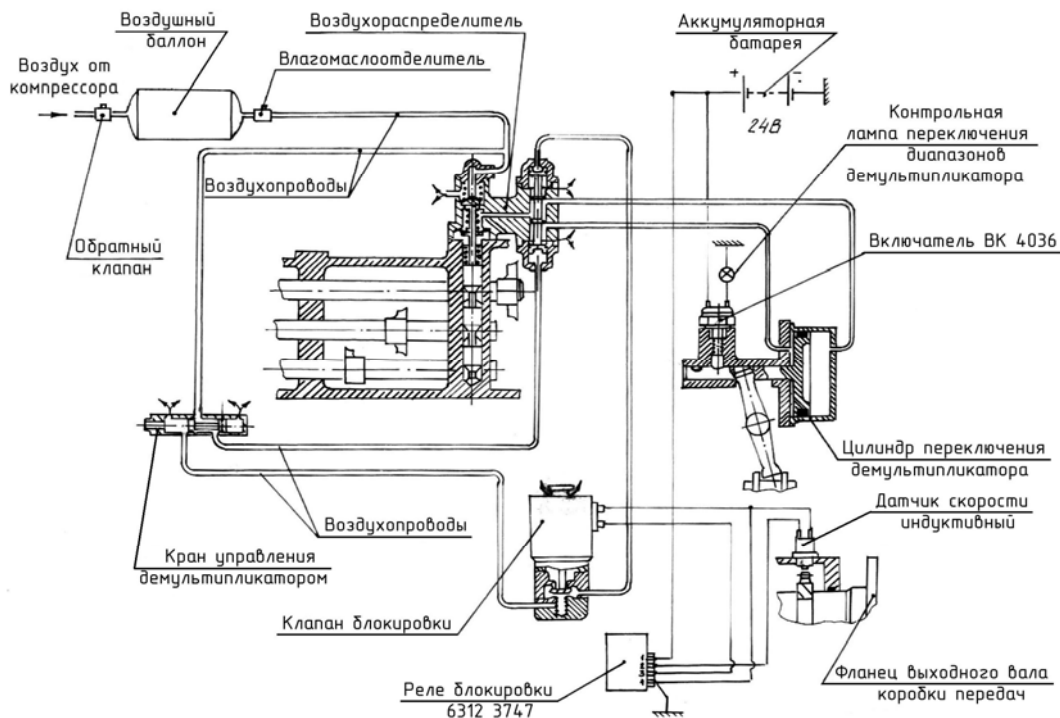 Воздушный
баллон
Воздухораспределитель
Аккумуляторная
батарея
Воздух от
компрессора
Влагомаслоотделитель
+
-
24В
Контрольная
лампа переключения
диапазонов
демультипликатора
Воздухопроводы
Обратный
клапан
Включатель ВК 4036
Цилиндр переключения
демультипликатора
Датчик скорости
индуктивный
Воздухопроводы
Кран управления
демультипликатором
Клапан блокировки
Реле блокировки
6312 3747
Фланец выходного вала
коробки передач